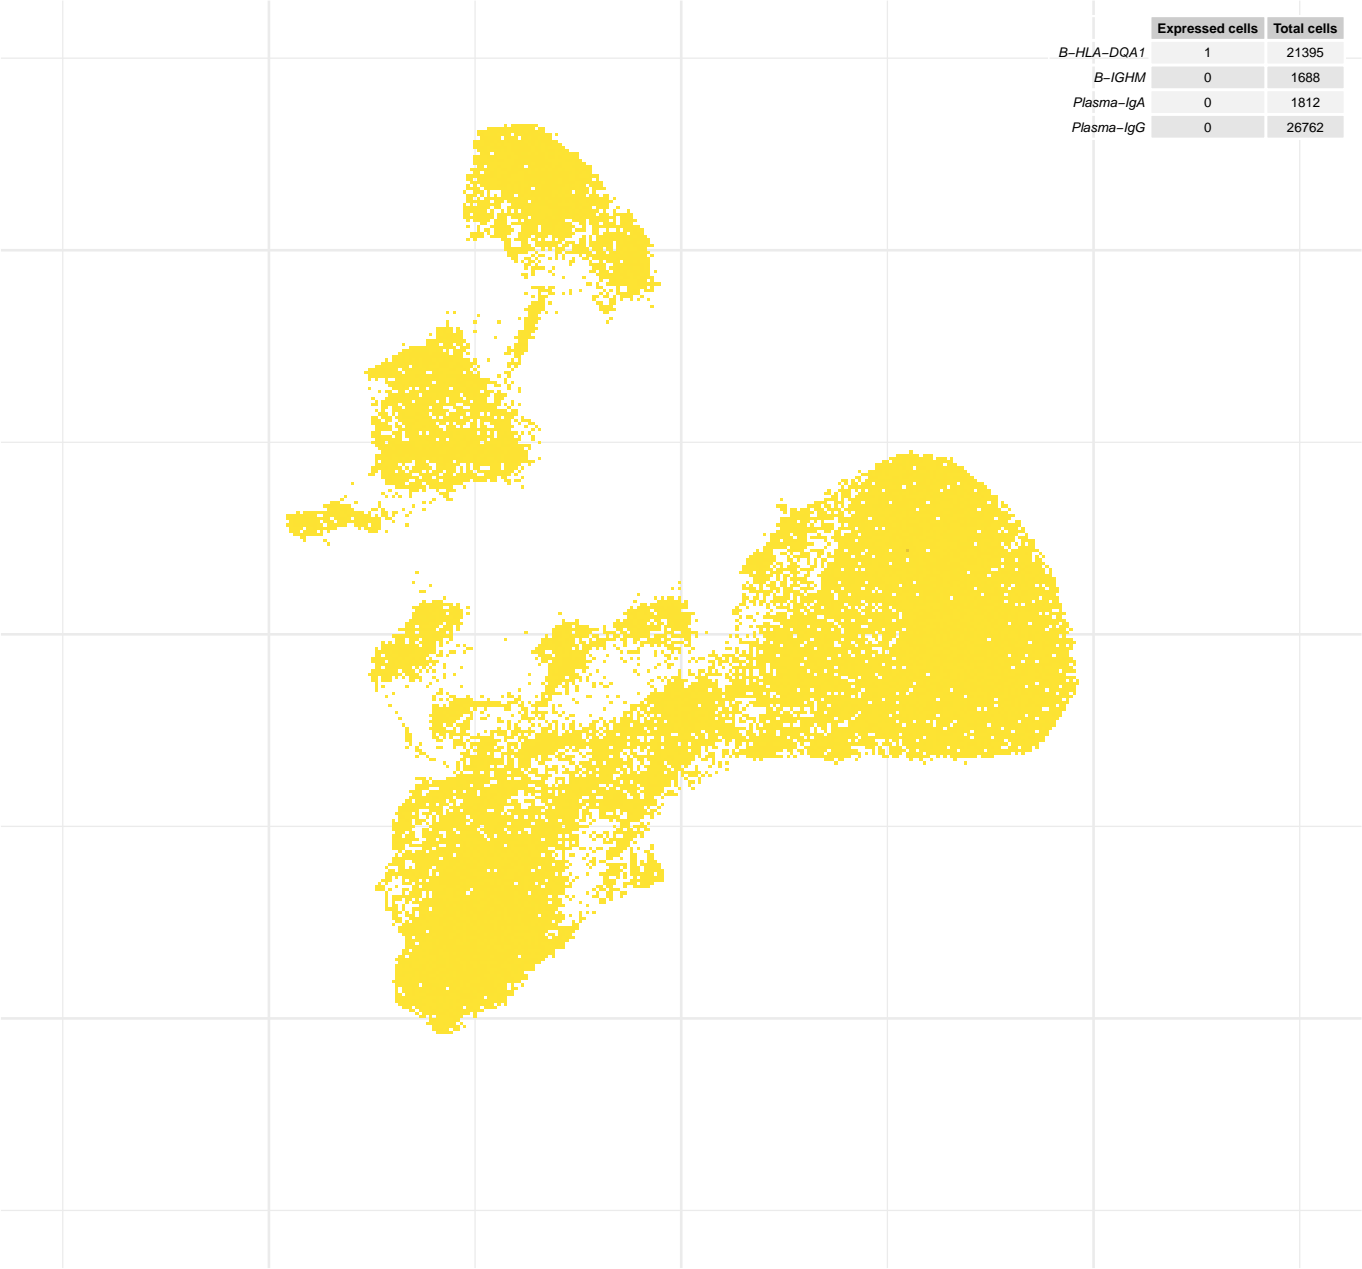 Expressed cells Total cells
B−HLA−DQA1 1 21395
B−IGHM 0 1688
Plasma−IgA 0 1812
Plasma−IgG 0 26762